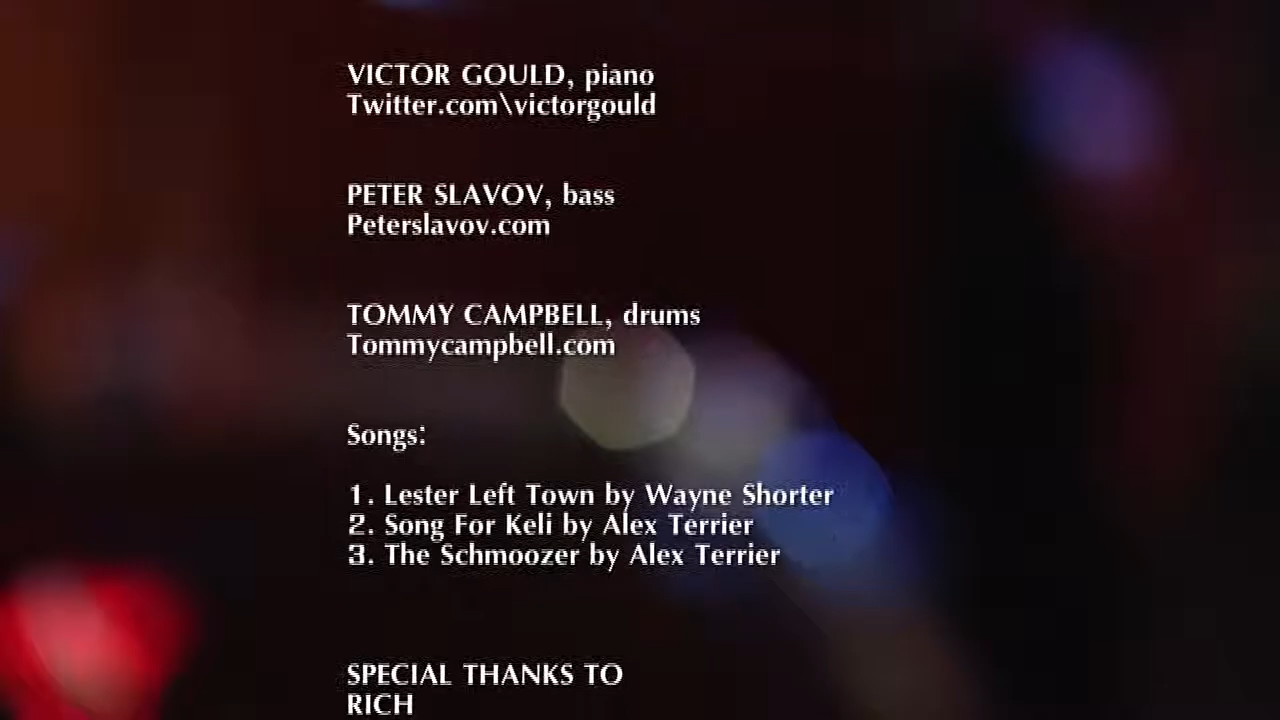 VICTOR GOULD, piano
Twitter.com\victorgould
PETER SLAVOV, bass
Peterslavov.com
TOMMY CAMPBELL, drums
Tommycampbell.com
Songs:
1. Lester Left Town by Wayne Shorter
2. Song For Keli by Alex Terrier
3. The Schmoozer by Alex Terrier
SPECIAL THANKS TO
RICH